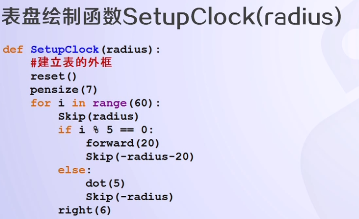 表盘绘制函数SetupClock(radius)
def SetupClock(radius):
    #建立表的外框
    reset()
    pensize(7)
    for i in range(60):
        Skip(radius)
        if i % 5 == 0:
            forward(20)
            Skip(-radius-20)
        else:
            dot(5)
            Skip(-radius)
        right(6)